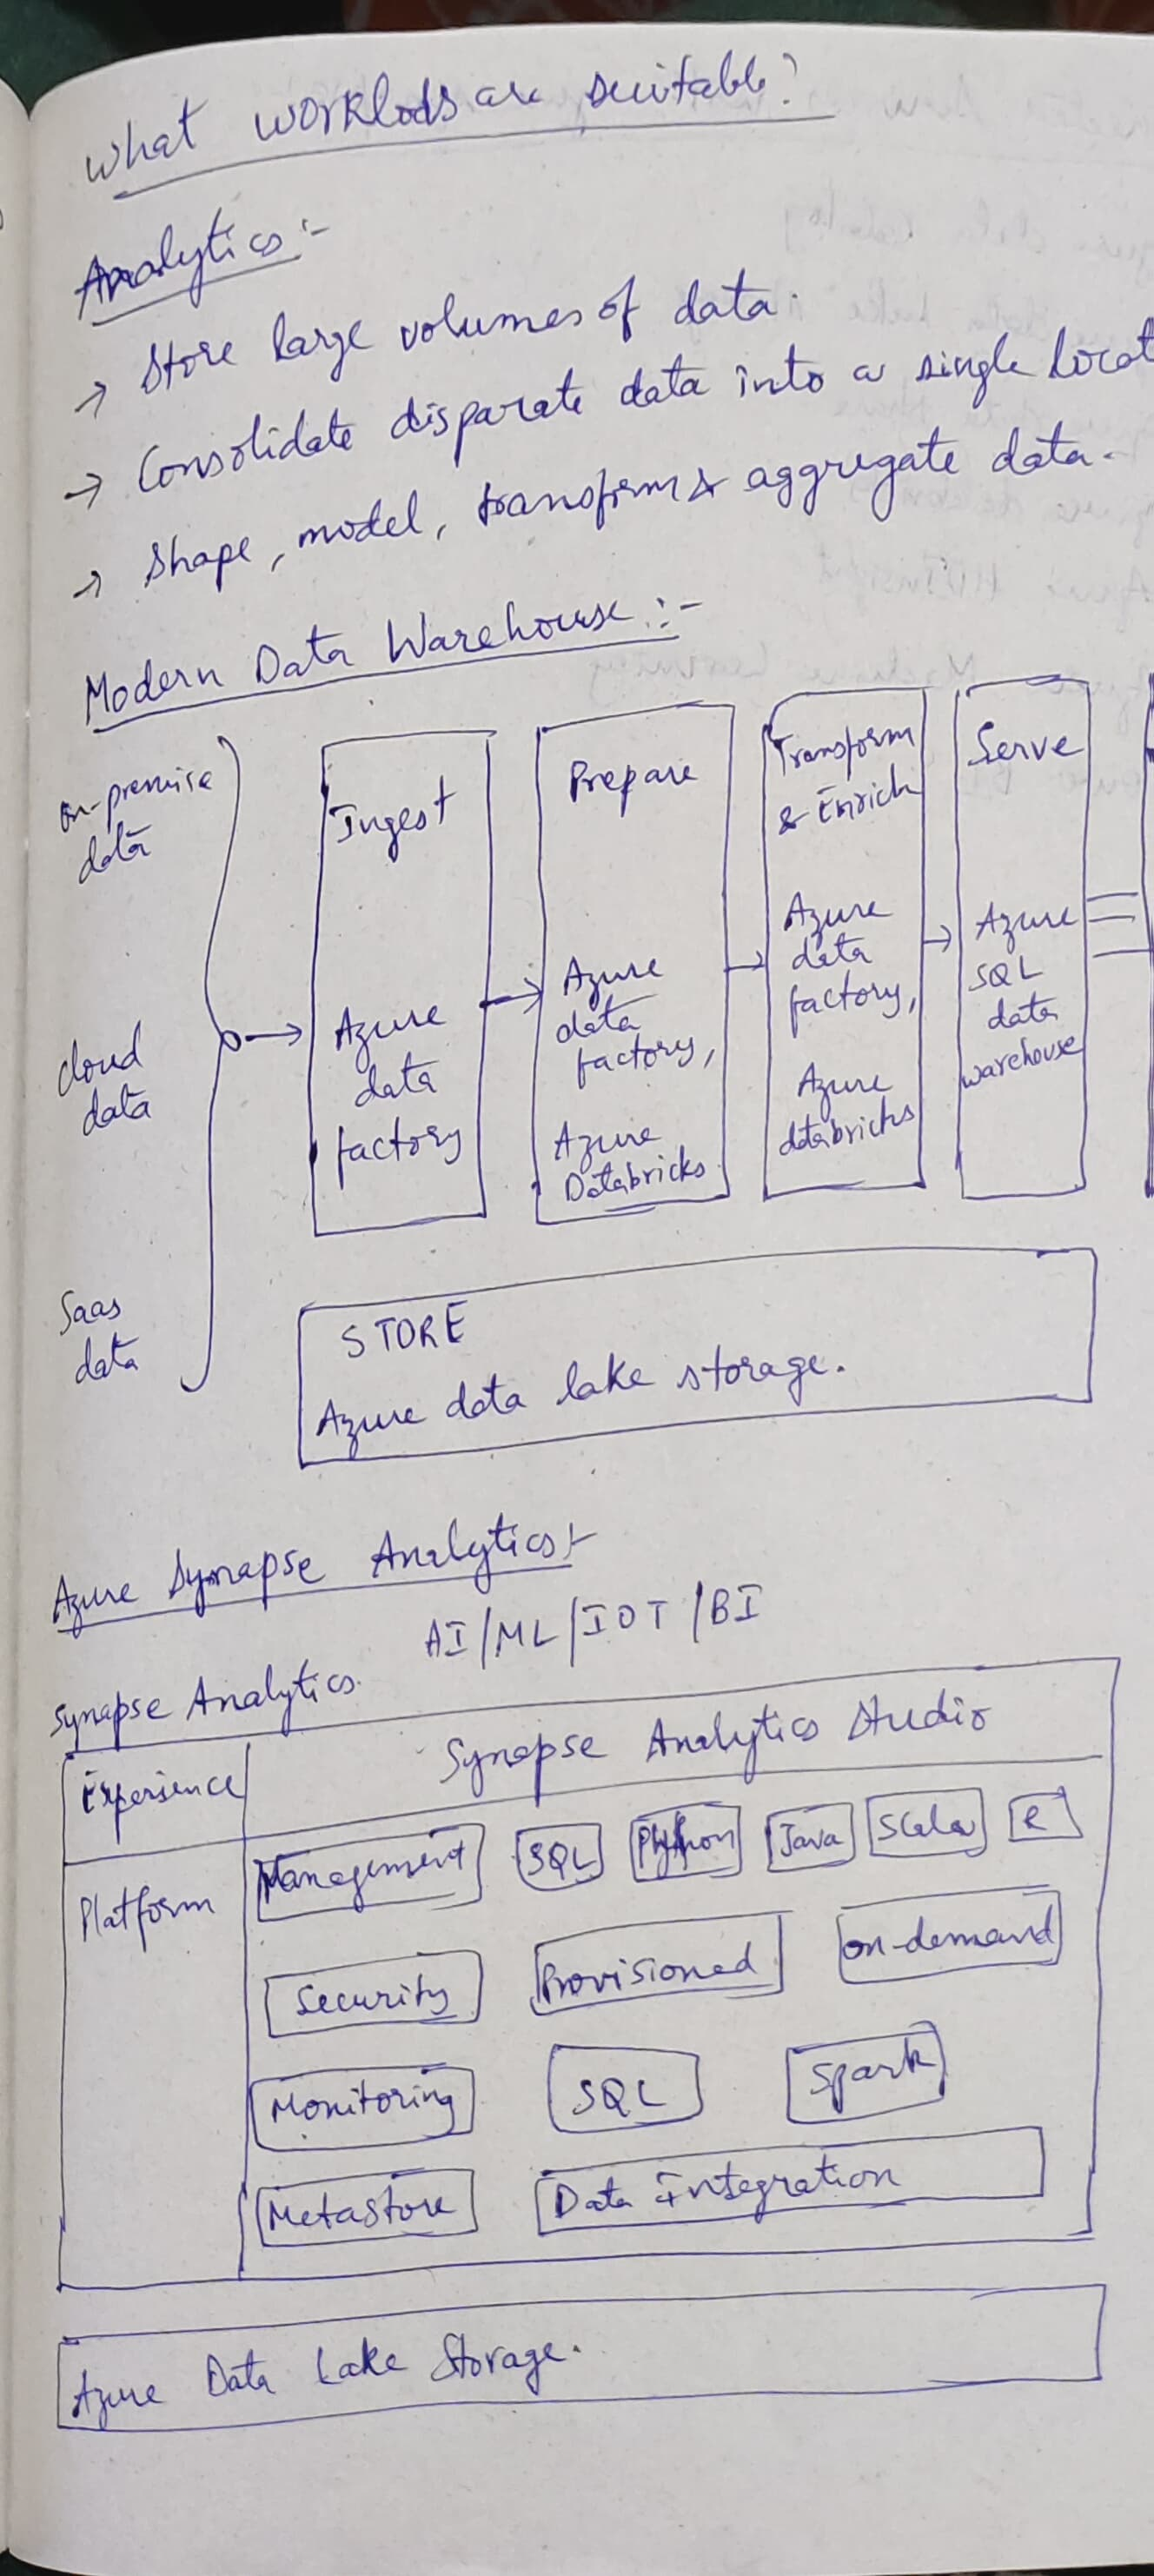 What worklods are suitable?
Analytics :-
→ Store large volumes of data.
→ Consolidate disparate data into a single locat
→ Shape, model, transform & aggregate data.
Modern Data Warehouse :-
on-premise
data
cloud
data
Saas
data
Ingest
Azure
data
factory
Prepare
Azure
data
factory,
Azure
Databricks
Transform
& Enrich
Azure
data
factory,
Azure
databricks
Serve
Azure
SQL
data
warehouse
STORE
Azure data lake storage.
Azure Synapse Analytics :-
AI/ML/IOT/BI
Synapse Analytics.
Experience
Synapse Analytics Studio
Platform
Management
SQL
Python
Java
Scala
R
Security
Provisioned
on-demand
Monitoring
SQL
Spark
Metastore
Data Integration
Azure Data Lake Storage.